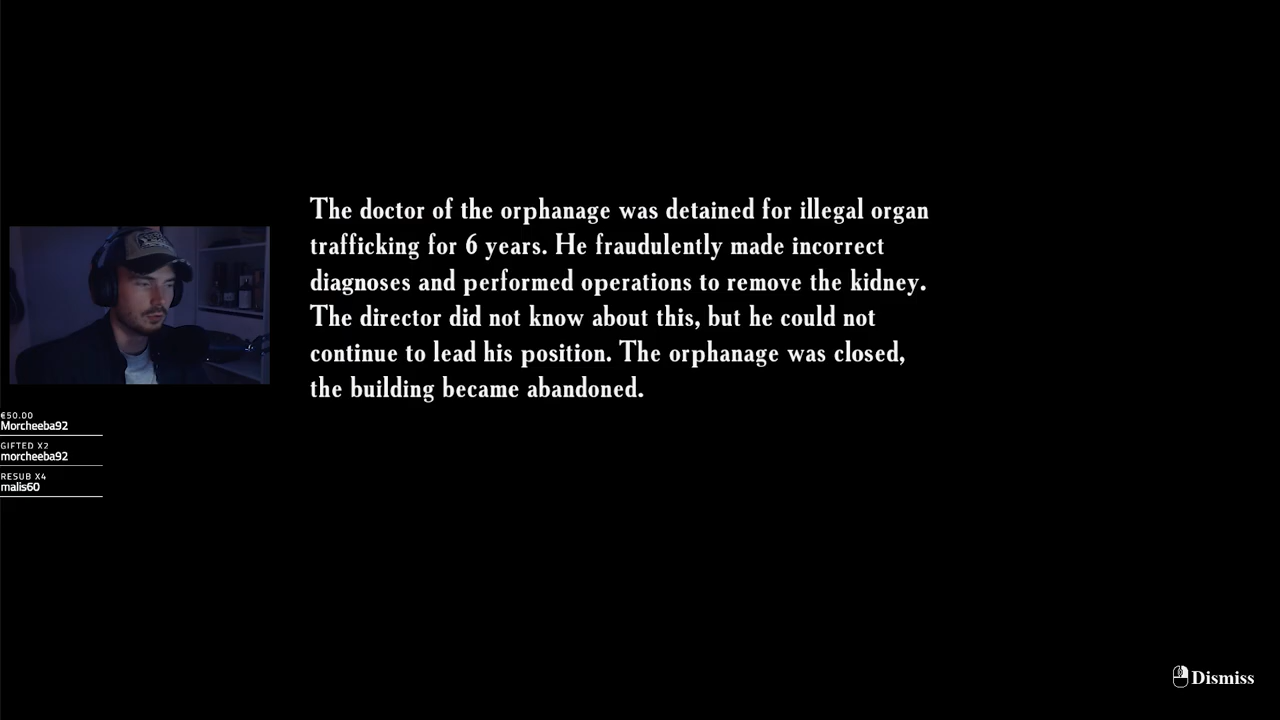 The doctor of the orphanage was detained for illegal organ
trafficking for 6 years. He fraudulently made incorrect
diagnoses and performed operations to remove the kidney.
The director did not know about this, but he could not
continue to lead his position. The orphanage was closed,
the building became abandoned.
€50.00
Morcheeba92
GIFTED X2
morcheeba92
RESUB X4
malis60
Dismiss